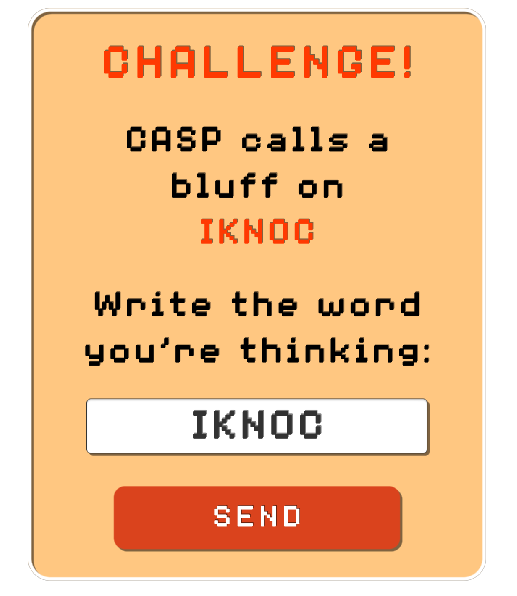 CHALLENGE!
CASP calls a
bluff on
IKNOC
Write the word
you're thinking:
IKNOC
SEND